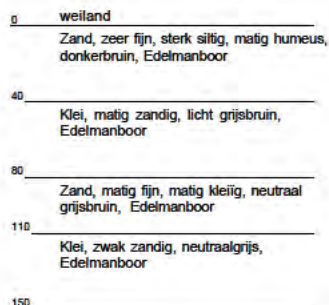 0 weiland
Zand, zeer fijn, sterk siltig, matig humeus,
donkerbruin, Edelmanboor
40
Klei, matig zandig, licht grijsbruin,
Edelmanboor
80
Zand, matig fijn, matig kleiïg, neutraal
grijsbruin, Edelmanboor
110
Klei, zwak zandig, neutraalgrijs,
Edelmanboor
150